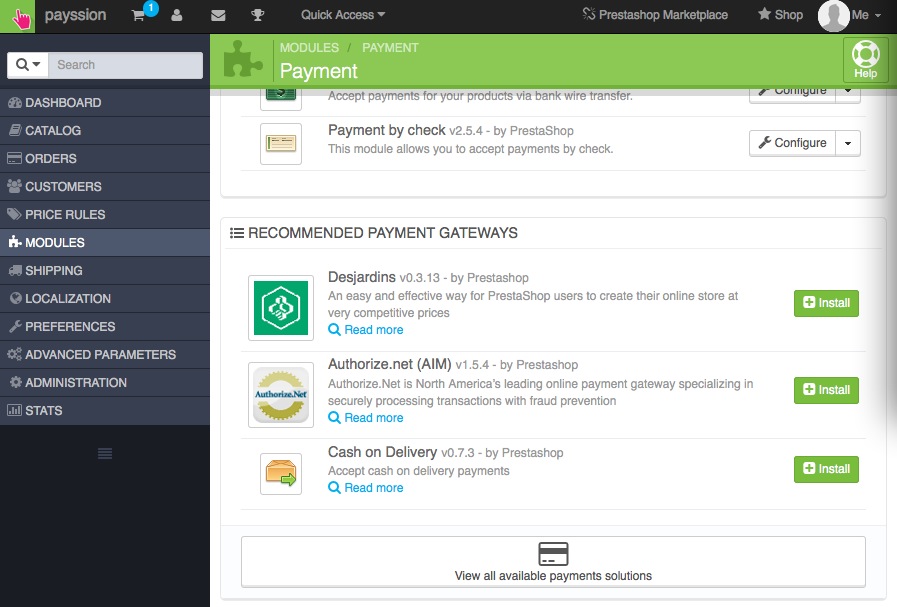 payssion
1
Quick Access
Prestashop Marketplace
Shop
Me
Search
MODULES / PAYMENT
Payment
Help
DASHBOARD
CATALOG
ORDERS
CUSTOMERS
PRICE RULES
MODULES
SHIPPING
LOCALIZATION
PREFERENCES
ADVANCED PARAMETERS
ADMINISTRATION
STATS
Accept payments for your products via bank wire transfer.
Configure
Payment by check v2.5.4 - by PrestaShop
This module allows you to accept payments by check.
Configure
RECOMMENDED PAYMENT GATEWAYS
Desjardins v0.3.13 - by Prestashop
An easy and effective way for PrestaShop users to create their online store at
very competitive prices
Read more
Install
Authorize.Net
Authorize.net (AIM) v1.5.4 - by Prestashop
Authorize.Net is North America's leading online payment gateway specializing in
securely processing transactions with fraud prevention
Read more
Install
Cash on Delivery v0.7.3 - by Prestashop
Accept cash on delivery payments
Read more
Install
View all available payments solutions